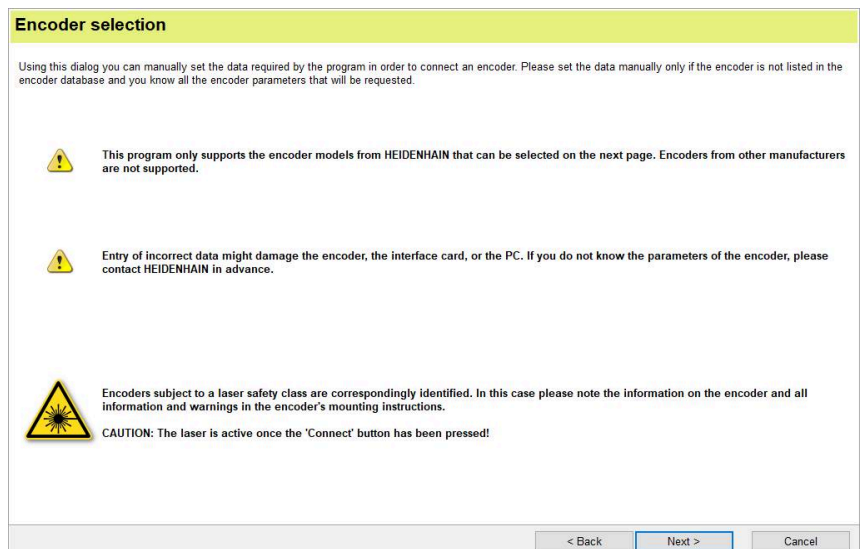 Encoder selection
Using this dialog you can manually set the data required by the program in order to connect an encoder. Please set the data manually only if the encoder is not listed in the
encoder database and you know all the encoder parameters that will be requested.
This program only supports the encoder models from HEIDENHAIN that can be selected on the next page. Encoders from other manufacturers
are not supported.
Entry of incorrect data might damage the encoder, the interface card, or the PC. If you do not know the parameters of the encoder, please
contact HEIDENHAIN in advance.
Encoders subject to a laser safety class are correspondingly identified. In this case please note the information on the encoder and all
information and warnings in the encoder's mounting instructions.
CAUTION: The laser is active once the 'Connect' button has been pressed!
< Back Next > Cancel